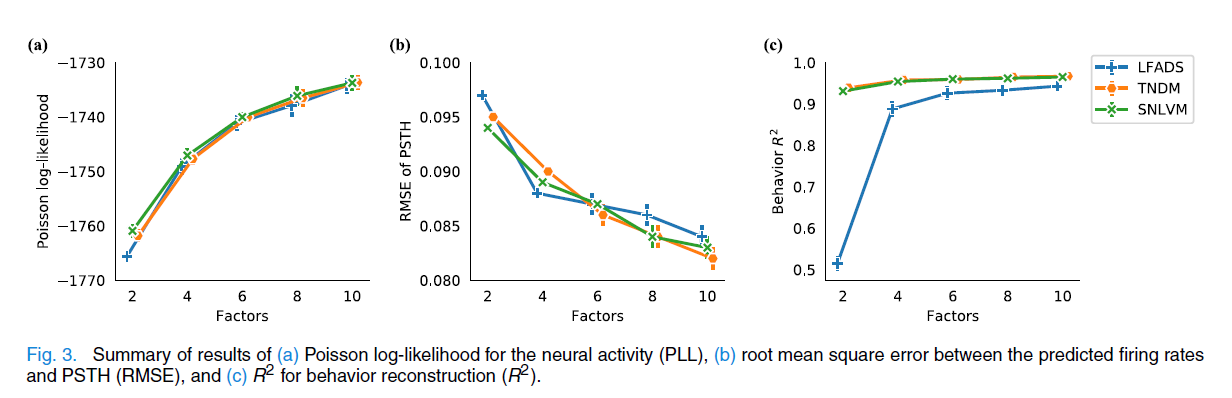 (a)
−1730
−1740
−1750
−1760
−1770
Poisson log-likelihood
2 4 6 8 10
Factors
(b)
0.100
0.095
0.090
0.085
0.080
RMSE of PSTH
2 4 6 8 10
Factors
(c)
1.0
0.9
0.8
0.7
0.6
0.5
Behavior R²
2 4 6 8 10
Factors
LFADS
TNDM
SNLVM
Fig. 3. Summary of results of (a) Poisson log-likelihood for the neural activity (PLL), (b) root mean square error between the predicted firing rates
and PSTH (RMSE), and (c) R² for behavior reconstruction (R²).